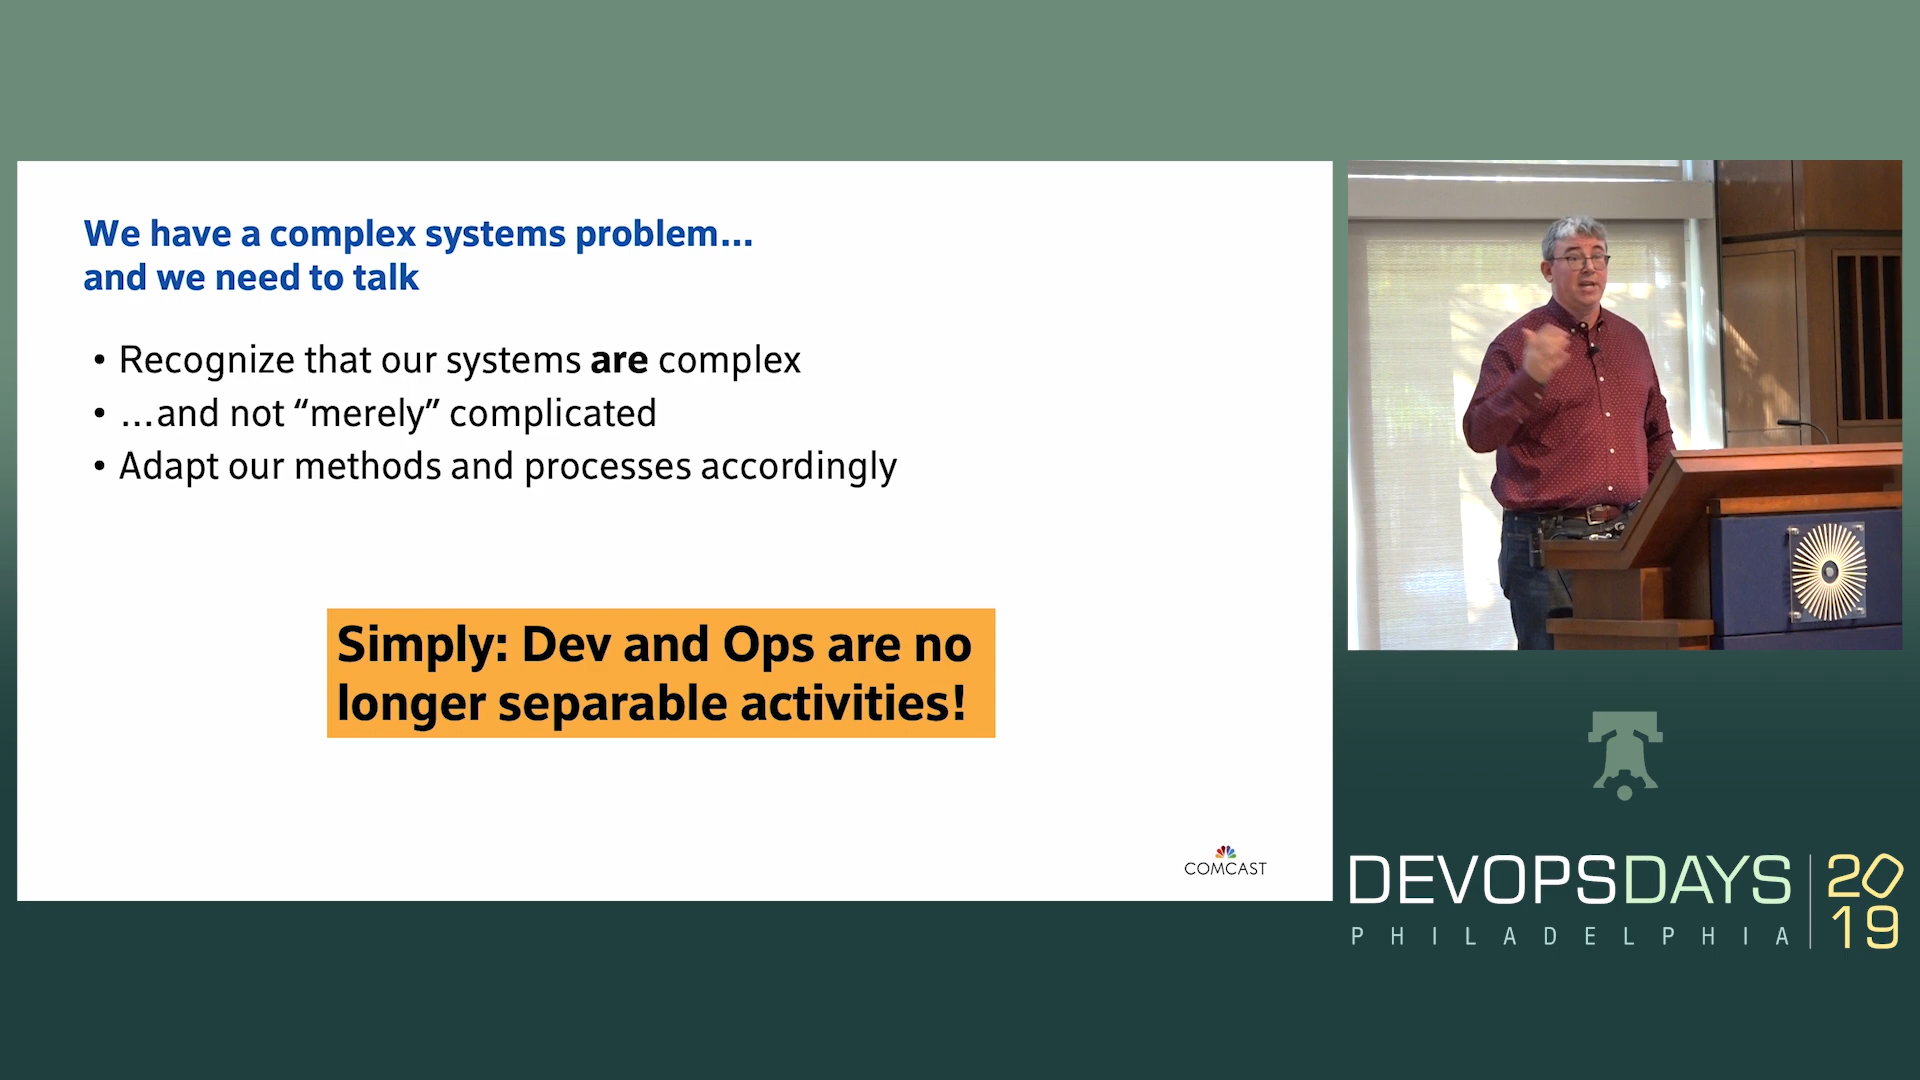 We have a complex systems problem...
and we need to talk
• Recognize that our systems are complex
• ...and not “merely” complicated
• Adapt our methods and processes accordingly
Simply: Dev and Ops are no
longer separable activities!
COMCAST
DEVOPSDAYS
PHILADELPHIA
20
19